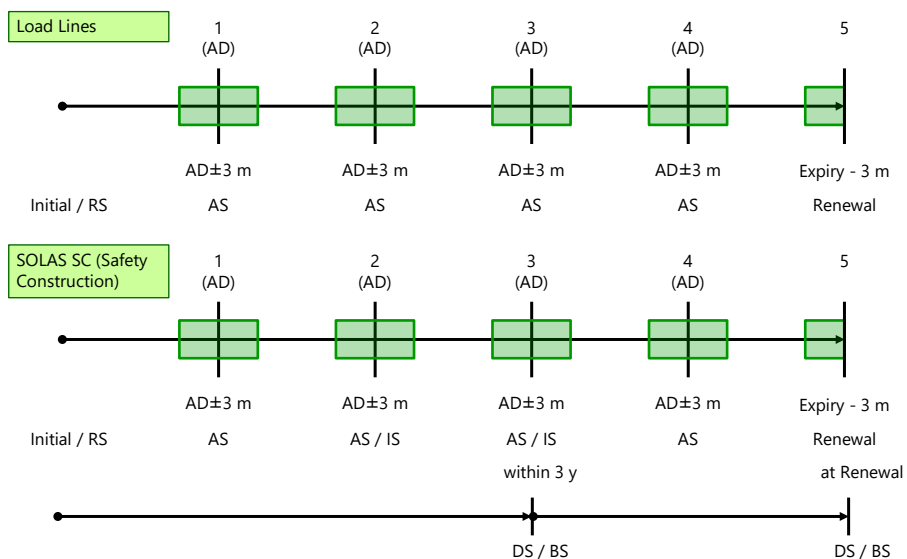 Load Lines
1 2 3 4 5
(AD) (AD) (AD) (AD)
AD±3 m AD±3 m AD±3 m AD±3 m Expiry - 3 m
Initial / RS AS AS AS AS Renewal
SOLAS SC (Safety
Construction)
1 2 3 4 5
(AD) (AD) (AD) (AD)
AD±3 m AD±3 m AD±3 m AD±3 m Expiry - 3 m
Initial / RS AS AS / IS AS / IS AS Renewal
within 3 y at Renewal
DS / BS DS / BS